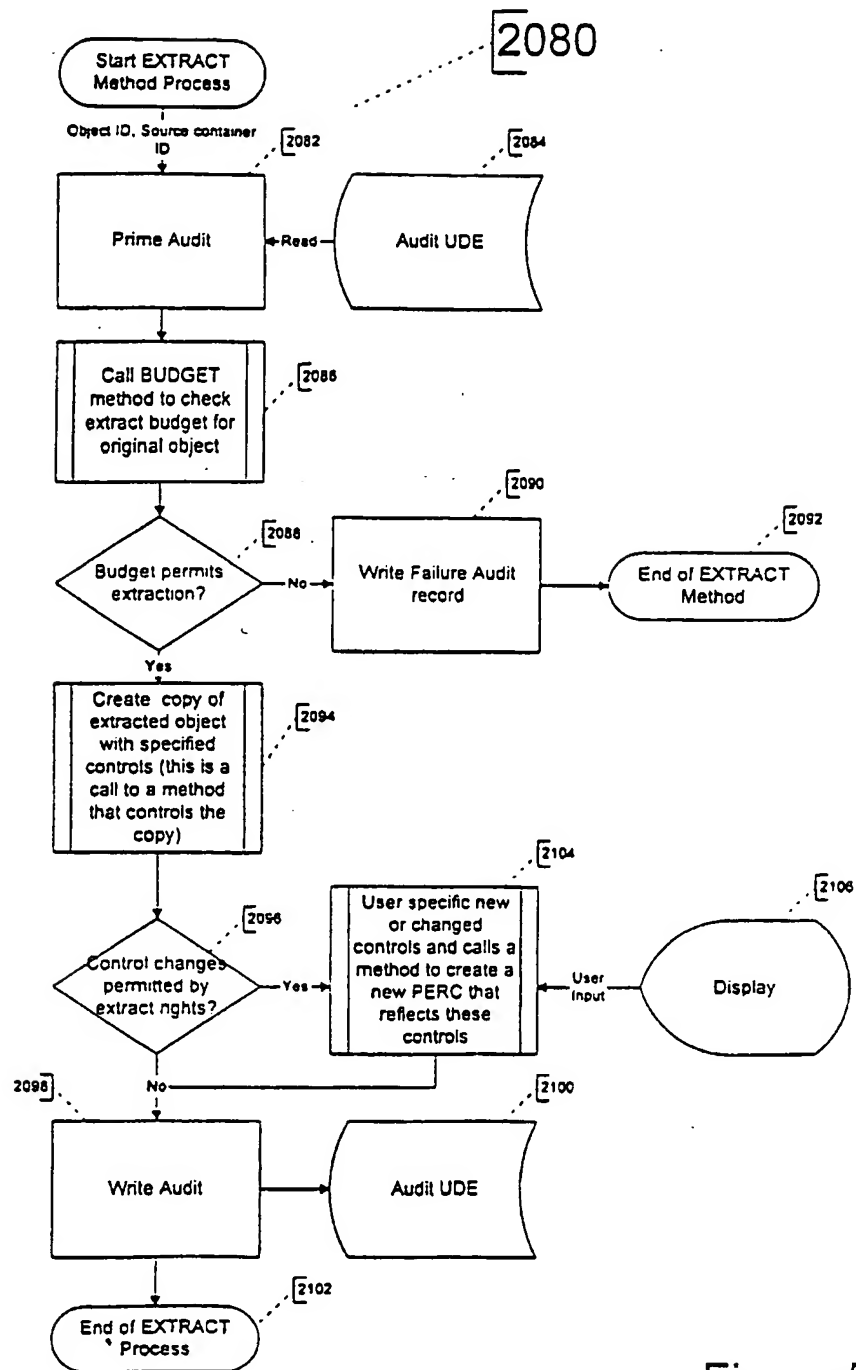 2080
Start EXTRACT
Method Process
Object ID, Source container
ID
2082
2084
Prime Audit
Read
Audit UDE
Call BUDGET
method to check
extract budget for
original object
2086
2088
Budget permits
extraction?
No
2090
Write Failure Audit
record
2092
End of EXTRACT
Method
Yes
Create copy of
extracted object
with specified
controls (this is a
call to a method
that controls the
copy)
2094
2096
Control changes
permitted by
extract rights?
Yes
2104
User specific new
or changed
controls and calls a
method to create a
new PERC that
reflects these
controls
User
Input
2106
Display
No
2098
Write Audit
2100
Audit UDE
2102
End of EXTRACT
Process